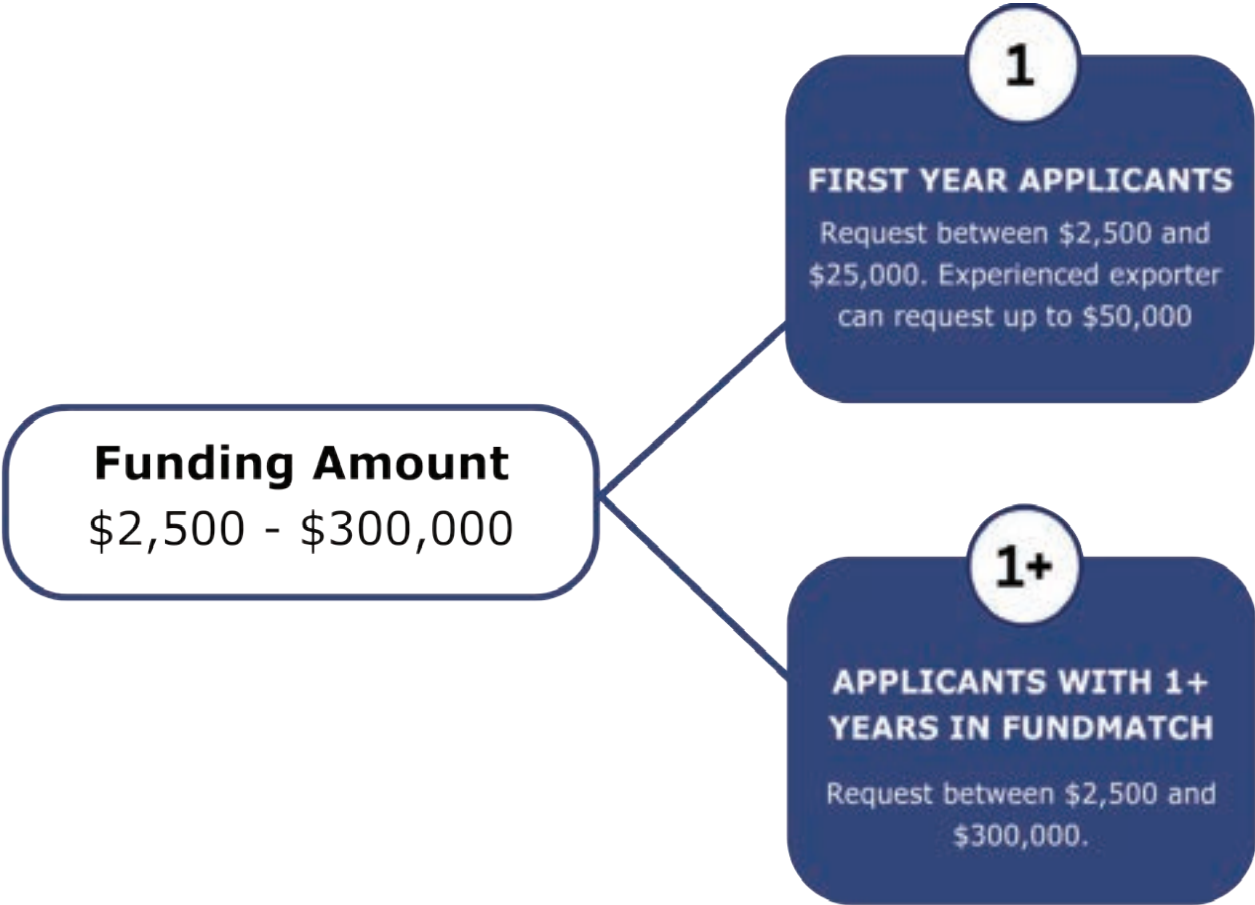 Funding Amount
$2,500 - $300,000
1
FIRST YEAR APPLICANTS
Request between $2,500 and
$25,000. Experienced exporter
can request up to $50,000
1+
APPLICANTS WITH 1+
YEARS IN FUNDMATCH
Request between $2,500 and
$300,000.